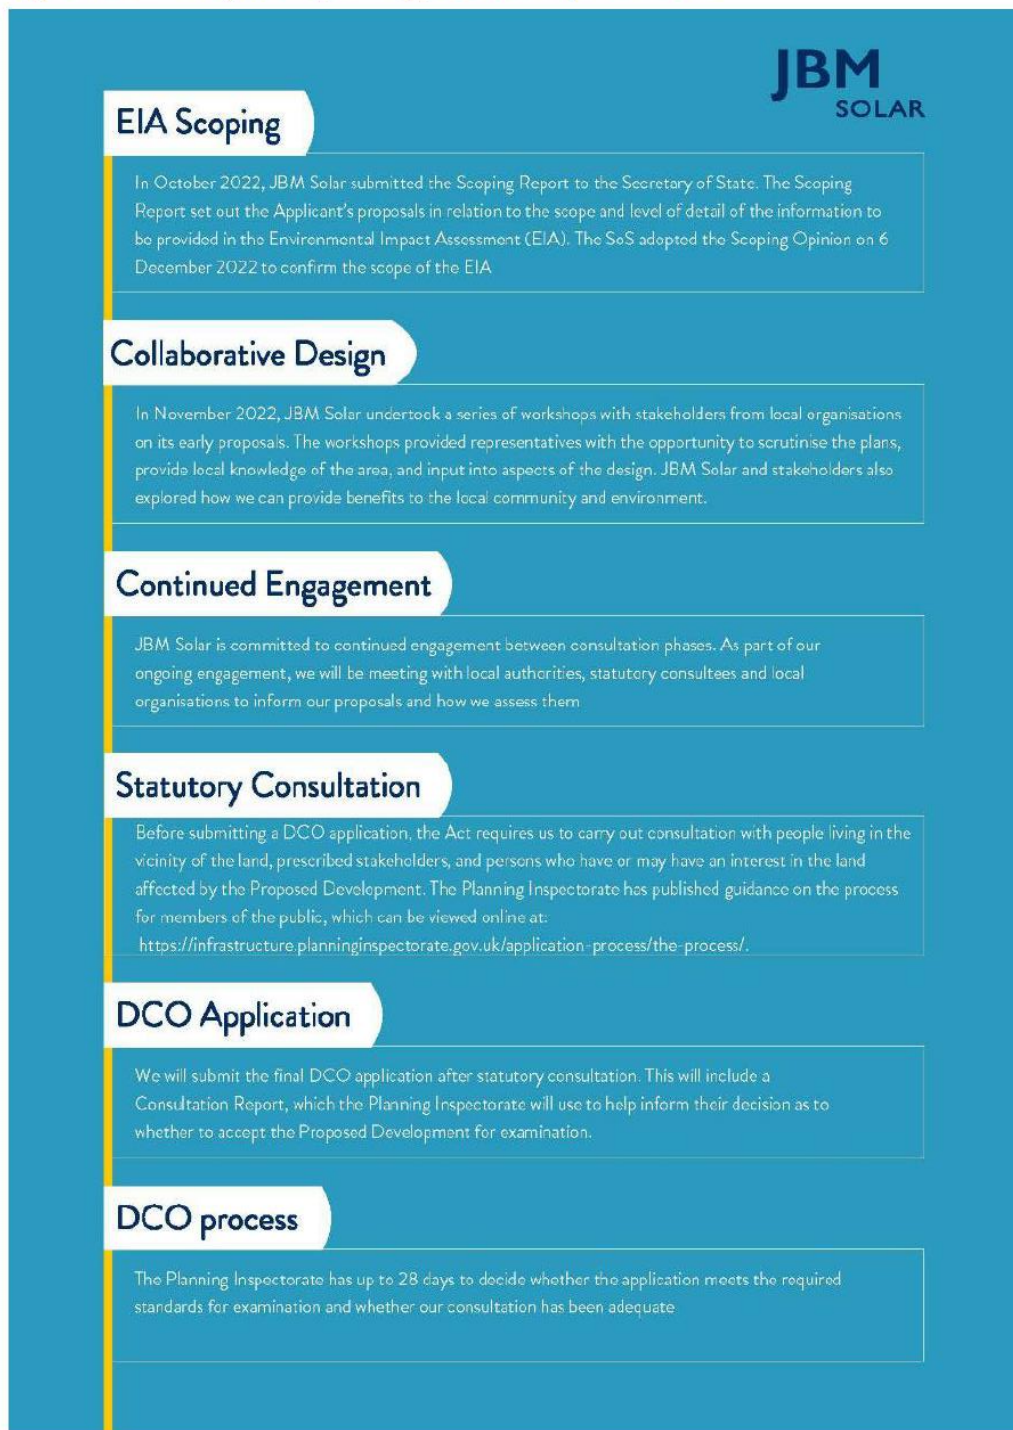 JBM
SOLAR
EIA Scoping
In October 2022, JBM Solar submitted the Scoping Report to the Secretary of State. The Scoping
Report set out the Applicant's proposals in relation to the scope and level of detail of the information to
be provided in the Environmental Impact Assessment (EIA). The SoS adopted the Scoping Opinion on 6
December 2022 to confirm the scope of the EIA
Collaborative Design
In November 2022, JBM Solar undertook a series of workshops with stakeholders from local organisations
on its early proposals. The workshops provided representatives with the opportunity to scrutinise the plans,
provide local knowledge of the area, and input into aspects of the design. JBM Solar and stakeholders also
explored how we can provide benefits to the local community and environment.
Continued Engagement
JBM Solar is committed to continued engagement between consultation phases. As part of our
ongoing engagement, we will be meeting with local authorities, statutory consultees and local
organisations to inform our proposals and how we assess them
Statutory Consultation
Before submitting a DCO application, the Act requires us to carry out consultation with people living in the
vicinity of the land, prescribed stakeholders, and persons who have or may have an interest in the land
affected by the Proposed Development. The Planning Inspectorate has published guidance on the process
for members of the public, which can be viewed online at:
https://infrastructure.planninginspectorate.gov.uk/application-process/the-process/.
DCO Application
We will submit the final DCO application after statutory consultation. This will include a
Consultation Report, which the Planning Inspectorate will use to help inform their decision as to
whether to accept the Proposed Development for examination.
DCO process
The Planning Inspectorate has up to 28 days to decide whether the application meets the required
standards for examination and whether our consultation has been adequate